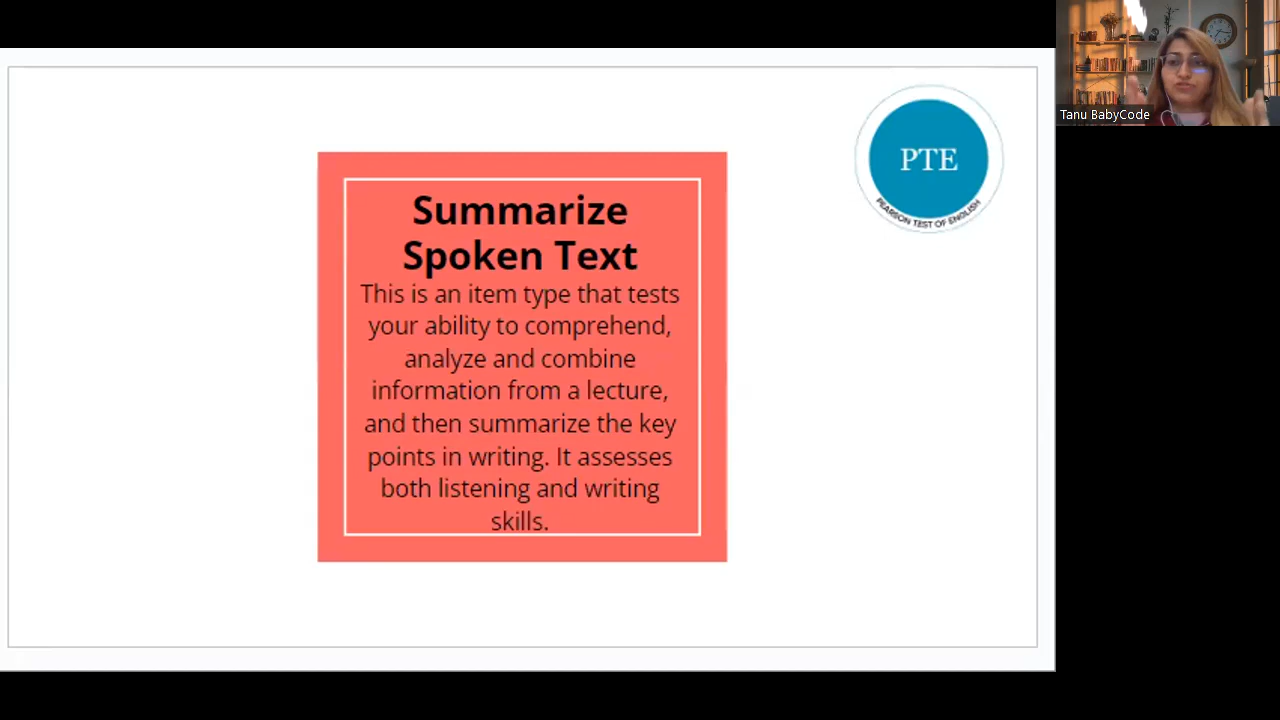 Summarize
Spoken Text
This is an item type that tests
your ability to comprehend,
analyze and combine
information from a lecture,
and then summarize the key
points in writing. It assesses
both listening and writing
skills.
PTE
PEARSON TEST OF ENGLISH
Tanu BabyCode